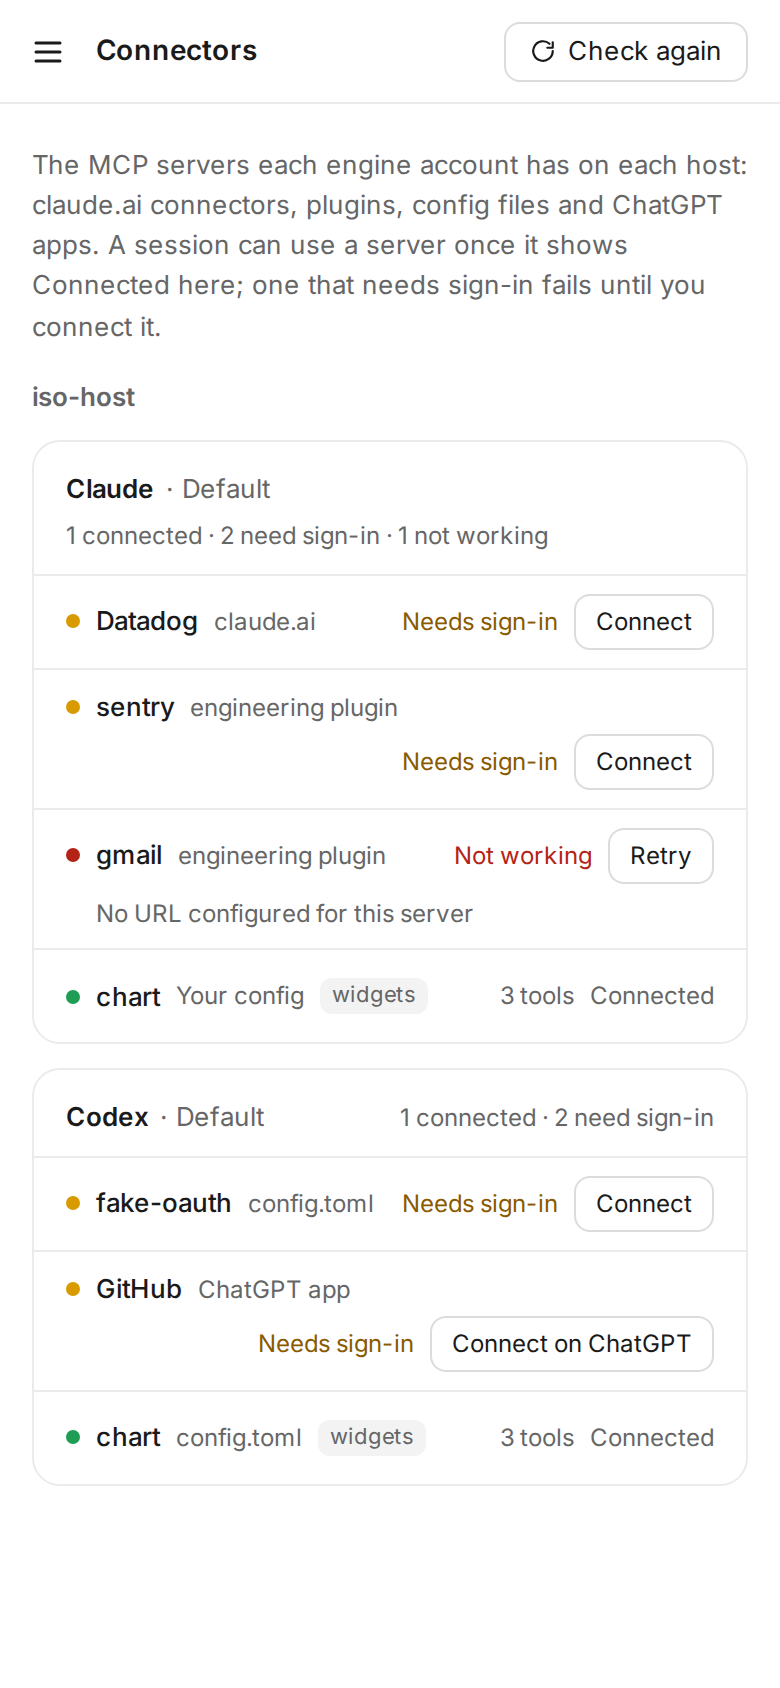 Connectors
Check again
The MCP servers each engine account has on each host:
claude.ai connectors, plugins, config files and ChatGPT
apps. A session can use a server once it shows
Connected here; one that needs sign-in fails until you
connect it.
iso-host
Claude · Default
1 connected · 2 need sign-in · 1 not working
Datadog claude.ai Needs sign-in Connect
sentry engineering plugin
Needs sign-in Connect
gmail engineering plugin Not working Retry
No URL configured for this server
chart Your config widgets 3 tools Connected
Codex · Default 1 connected · 2 need sign-in
fake-oauth config.toml Needs sign-in Connect
GitHub ChatGPT app
Needs sign-in Connect on ChatGPT
chart config.toml widgets 3 tools Connected